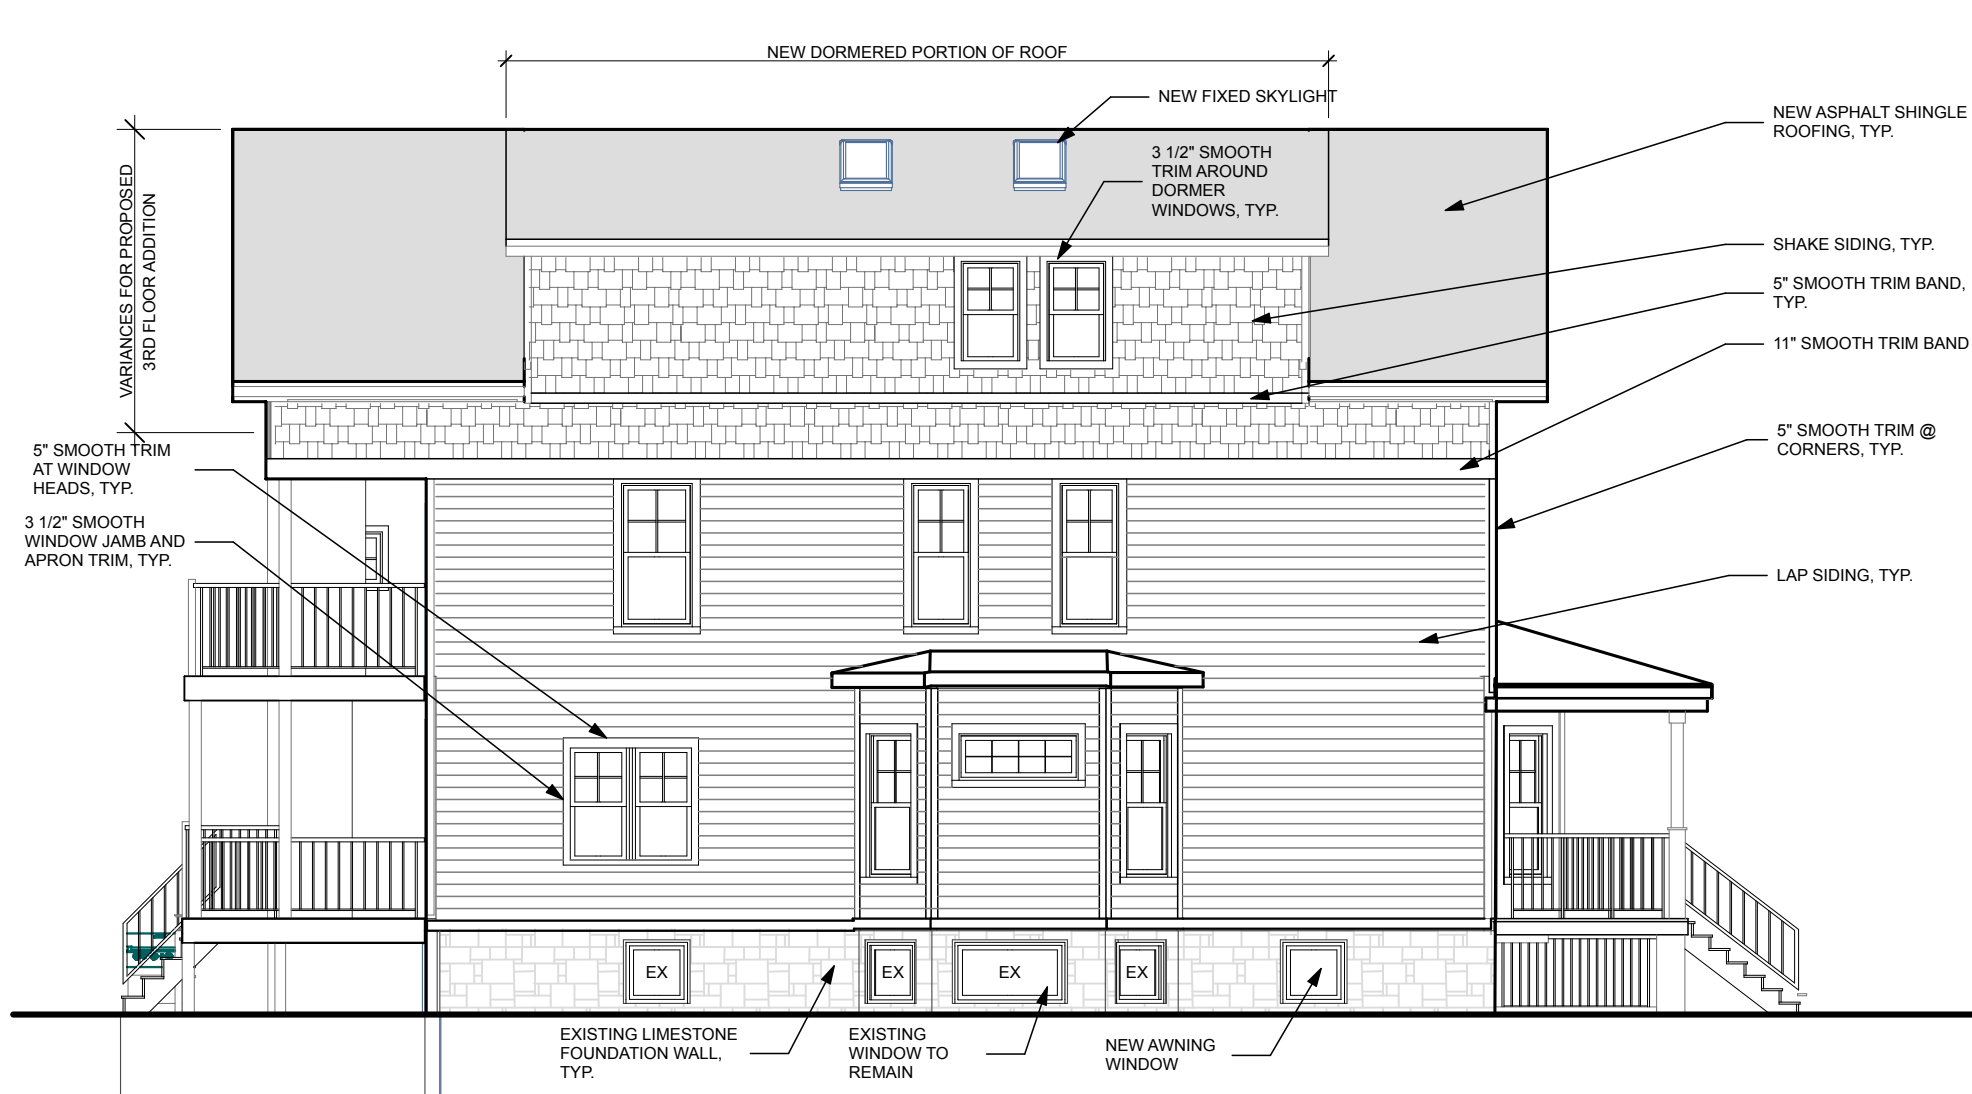 NEW DORMERED PORTION OF ROOF
NEW FIXED SKYLIGHT
3 1/2" SMOOTH
TRIM AROUND
DORMER
WINDOWS, TYP.
NEW ASPHALT SHINGLE
ROOFING, TYP.
SHAKE SIDING, TYP.
5" SMOOTH TRIM BAND,
TYP.
11" SMOOTH TRIM BAND
5" SMOOTH TRIM @
CORNERS, TYP.
LAP SIDING, TYP.
VARIANCES FOR PROPOSED
3RD FLOOR ADDITION
5" SMOOTH TRIM
AT WINDOW
HEADS, TYP.
3 1/2" SMOOTH
WINDOW JAMB AND
APRON TRIM, TYP.
EX
EX
EX
EX
EXISTING LIMESTONE
FOUNDATION WALL,
TYP.
EXISTING
WINDOW TO
REMAIN
NEW AWNING
WINDOW